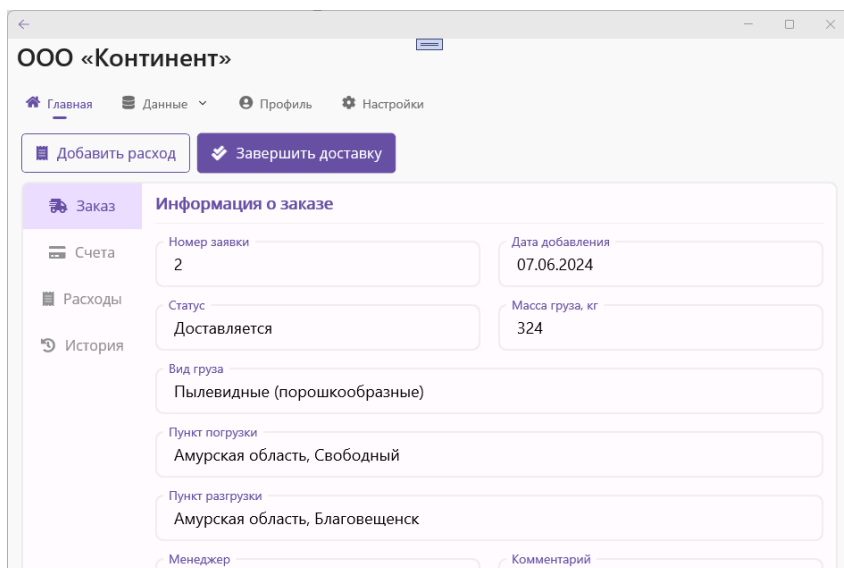 ООО «Континент»
Главная Данные Профиль Настройки
Добавить расход Завершить доставку
Заказ
Счета
Расходы
История
Информация о заказе
Номер заявки Дата добавления
2 07.06.2024
Статус Масса груза, кг
Доставляется 324
Вид груза
Пылевидные (порошкообразные)
Пункт погрузки
Амурская область, Свободный
Пункт разгрузки
Амурская область, Благовещенск
Менеджер Комментарий